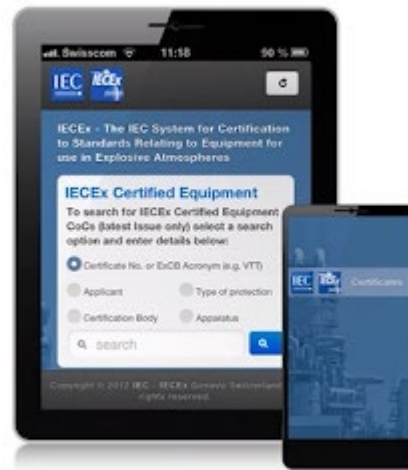 Swisscom 11:58 90 %
IEC IECEx
IECEx - The IEC System for Certification
to Standards Relating to Equipment for
use in Explosive Atmospheres
IECEx Certified Equipment
To search for IECEx Certified Equipment
CoCs (latest Issue only) select a search
option and enter details below:
Certificate No. or ExCB Acronym (e.g. VTT)
Applicant Type of protection
Certification Body Apparatus
search
Copyright © 2012 IEC - IECEx Geneva Switzerland
rights reserved.
IEC IECEx Certificates